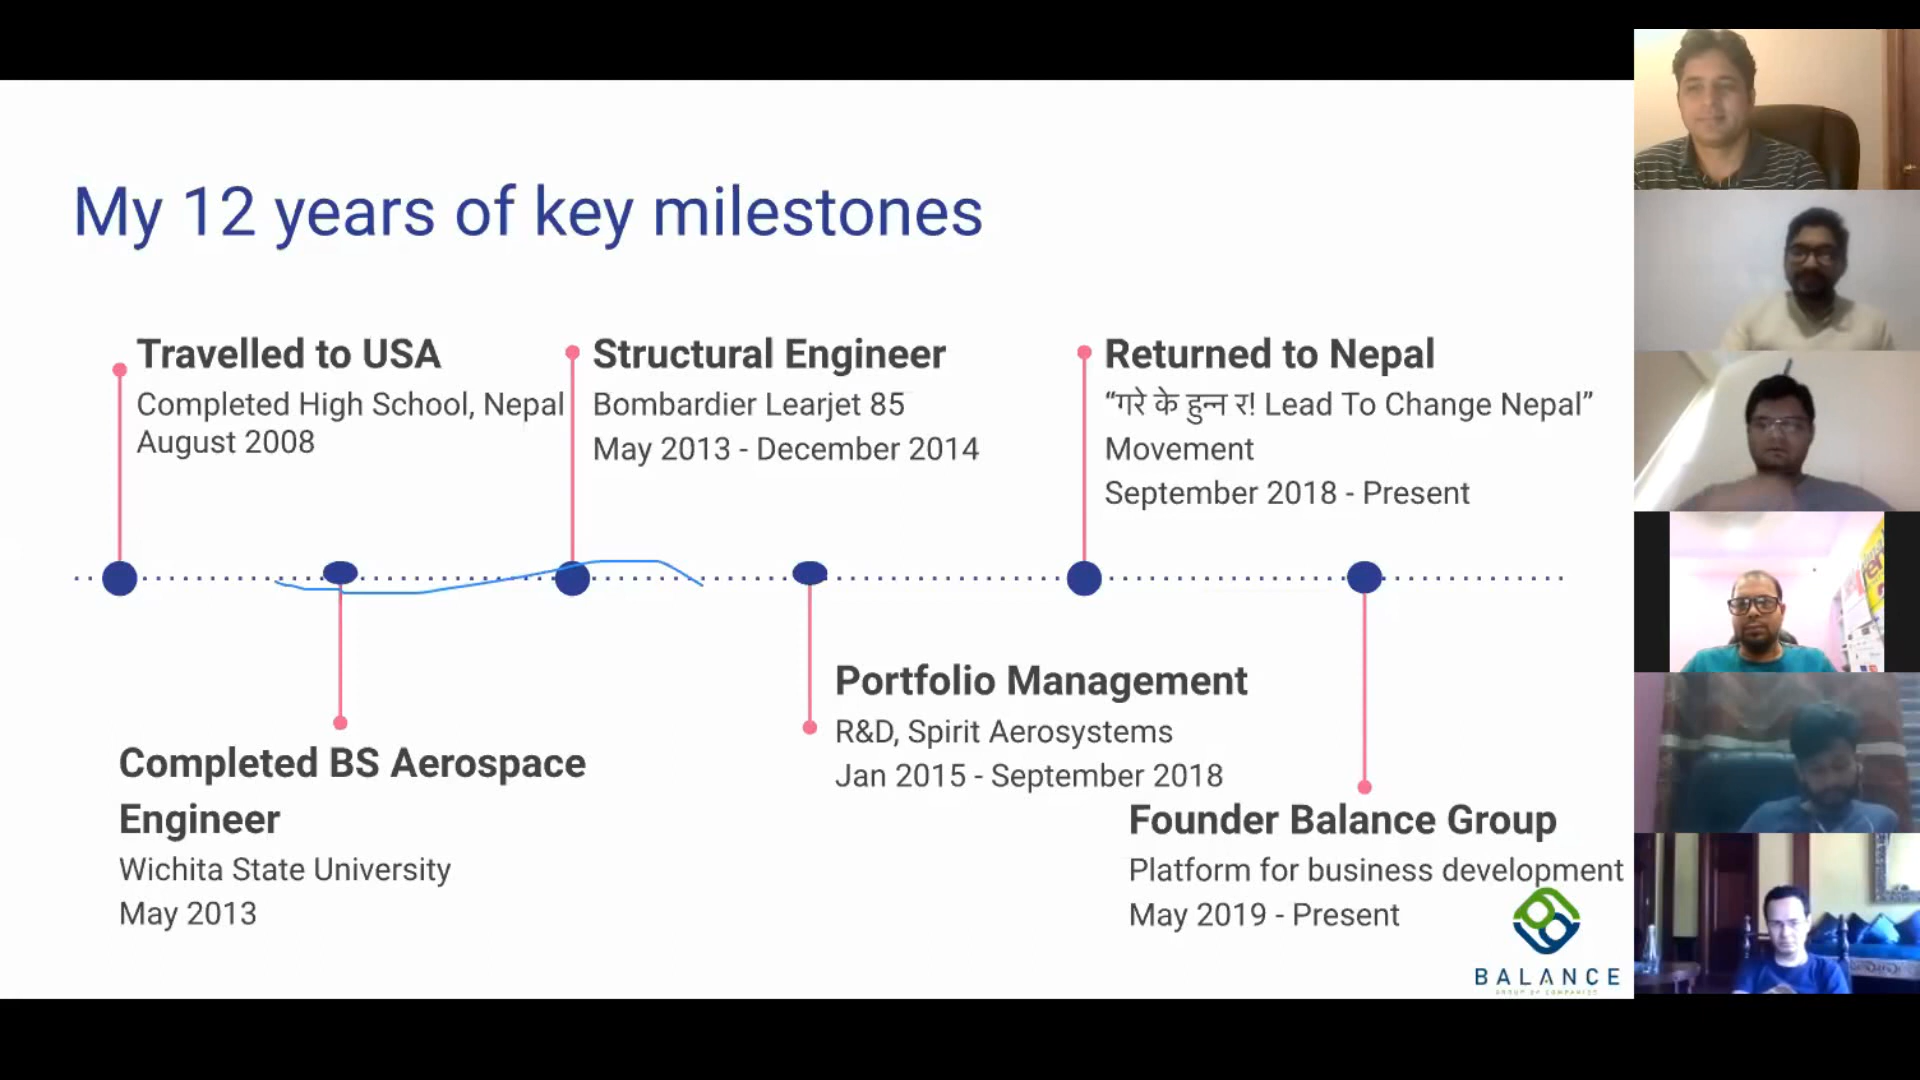 My 12 years of key milestones
Travelled to USA
Completed High School, Nepal
August 2008
Structural Engineer
Bombardier Learjet 85
May 2013 - December 2014
Returned to Nepal
“गरे के हुन्न र! Lead To Change Nepal”
Movement
September 2018 - Present
Completed BS Aerospace
Engineer
Wichita State University
May 2013
Portfolio Management
R&D, Spirit Aerosystems
Jan 2015 - September 2018
Founder Balance Group
Platform for business development
May 2019 - Present
BALANCE
GROUP OF COMPANIES